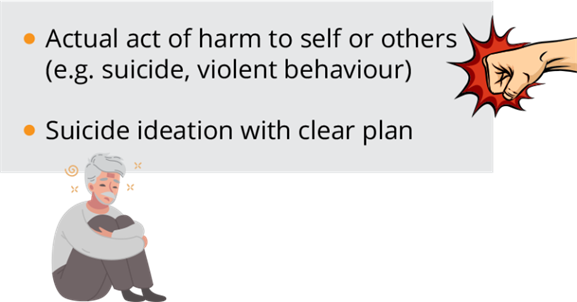 Actual act of harm to self or others
(e.g. suicide, violent behaviour)
Suicide ideation with clear plan